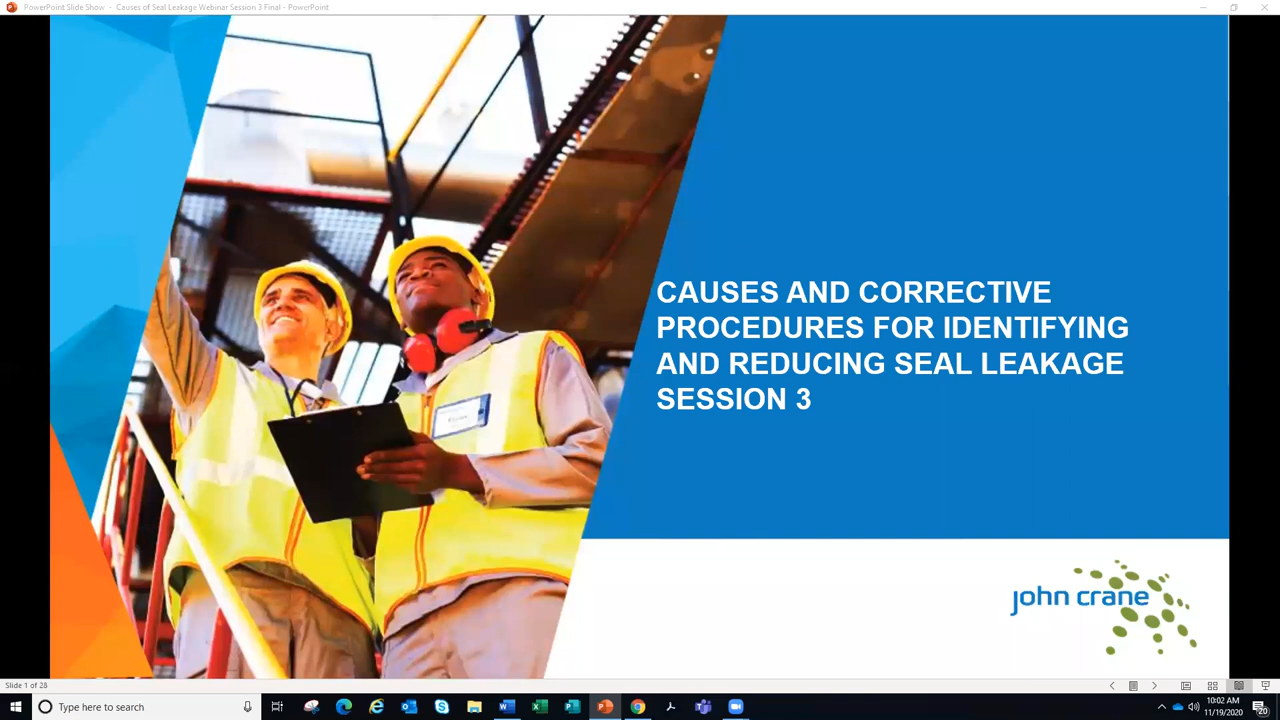 PowerPoint Slide Show - Causes of Seal Leakage Webinar Session 3 Final - PowerPoint
CAUSES AND CORRECTIVE
PROCEDURES FOR IDENTIFYING
AND REDUCING SEAL LEAKAGE
SESSION 3
john crane
Slide 1 of 28
Type here to search
10:02 AM
11/19/2020
20